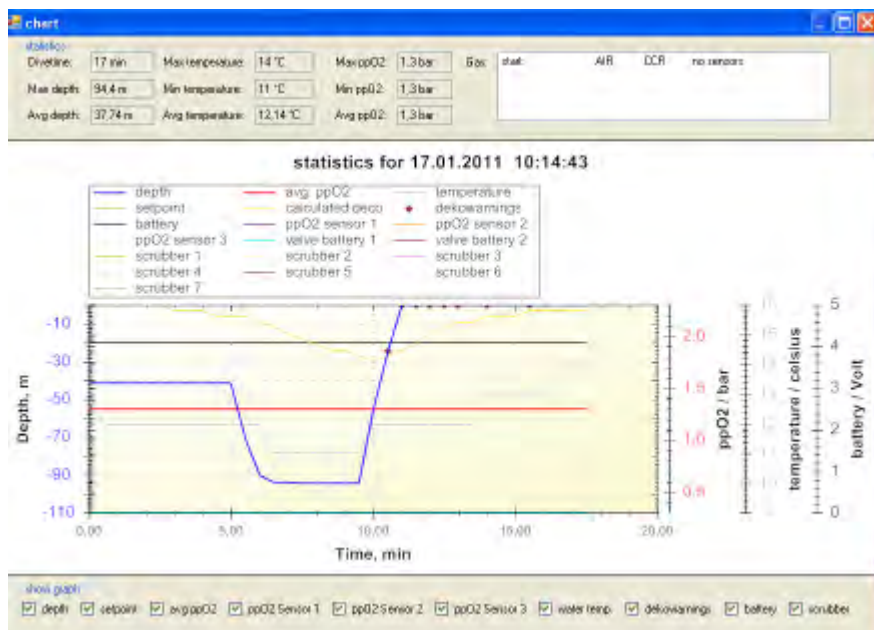 chart
statistics
Divetime: 17 min Max temperature: 14 °C Max ppO2: 1,3 bar Gas: start AIR CCR no sensors
Max depth: 94,4 m Min temperature: 11 °C Min ppO2: 1,3 bar
Avg depth: 37,74 m Avg temperature: 12,14 °C Avg ppO2: 1,3 bar
statistics for 17.01.2011 10:14:43
depth avg. ppO2 temperature
setpoint calculated deco dekowarnings
battery ppO2 sensor 1 ppO2 sensor 2
ppO2 sensor 3 valve battery 1 valve battery 2
scrubber 1 scrubber 2 scrubber 3
scrubber 4 scrubber 5 scrubber 6
scrubber 7
Depth, m
-10
-30
-50
-70
-90
-110
2.0
1.5
1.0
0.5
ppO2 / bar
temperature / celsius
5
4
3
2
1
0
battery / Volt
0.00 5.00 10.00 15.00 20.00
Time, min
show graph
depth setpoint avg ppO2 ppO2 Sensor 1 ppO2 Sensor 2 ppO2 Sensor 3 water temp. dekowarnings battery scrubber